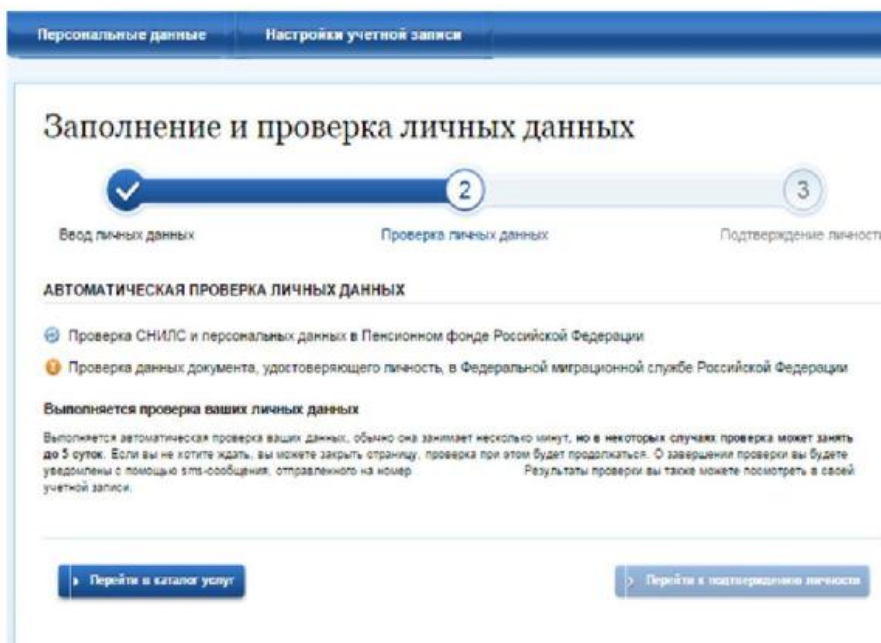 Персональные данные
Настройки учетной записи
Заполнение и проверка личных данных
2
3
Ввод личных данных
Проверка личных данных
Подтверждение личности
АВТОМАТИЧЕСКАЯ ПРОВЕРКА ЛИЧНЫХ ДАННЫХ
Проверка СНИЛС и персональных данных в Пенсионном фонде Российской Федерации
Проверка данных документа, удостоверяющего личность, в Федеральной миграционной службе Российской Федерации
Выполняется проверка ваших личных данных
Выполняется автоматическая проверка ваших данных, обычно она занимает несколько минут, но в некоторых случаях проверка может занять
до 5 суток. Если вы не хотите ждать, вы можете закрыть страницу, проверка при этом будет продолжаться. О завершении проверки вы будете
уведомлены с помощью sms-сообщения, отправленного на номер Результаты проверки вы также можете посмотреть в своей
учетной записи.
Перейти в каталог услуг
Перейти к подтверждению личности